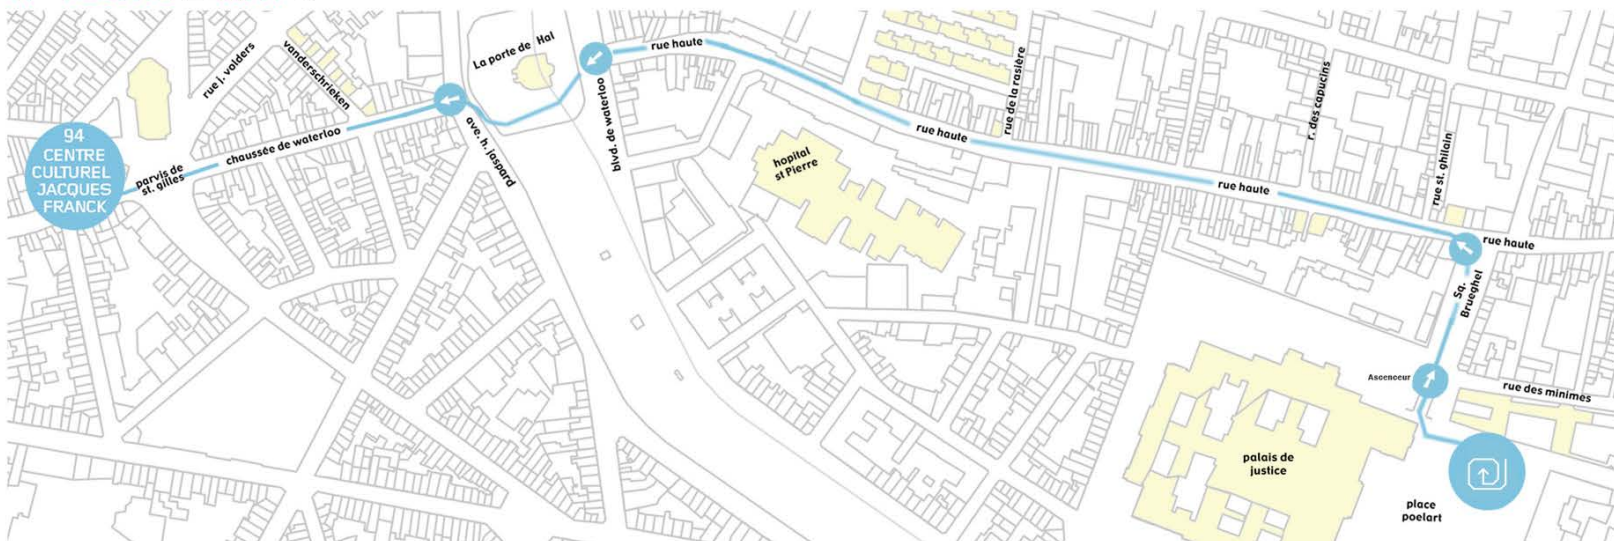 94
CENTRE
CULTUREL
JACQUES
FRANCK
parvis de
st. gilles
chaussée de waterloo
rue j. volders
vanderschrieken
La porte de Hal
ave. h. jaspard
blvd. de waterloo
rue haute
hopital
st Pierre
rue haute
rue de la rasière
rue haute
r. des capucins
rue st. ghilain
rue haute
Sq.
Brueghel
Ascenceur
rue des minimes
palais de
justice
place
poelart